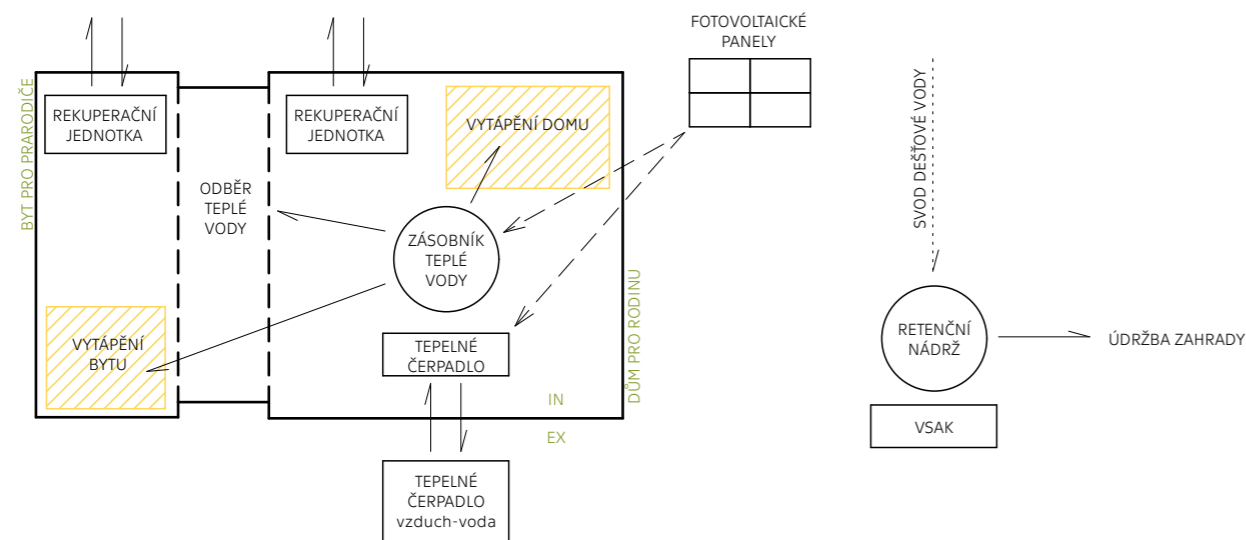 FOTOVOLTAICKÉ
PANELY
BYT PRO PRARODIČE
REKUPERAČNÍ
JEDNOTKA
REKUPERAČNÍ
JEDNOTKA
VYTÁPĚNÍ DOMU
SVOD DEŠŤOVÉ VODY
ODBĚR
TEPLÉ
VODY
ZÁSOBNÍK
TEPLÉ
VODY
DŮM PRO RODINU
VYTÁPĚNÍ
BYTU
TEPELNÉ
ČERPADLO
RETENČNÍ
NÁDRŽ
ÚDRŽBA ZAHRADY
IN
EX
VSAK
TEPELNÉ
ČERPADLO
vzduch-voda